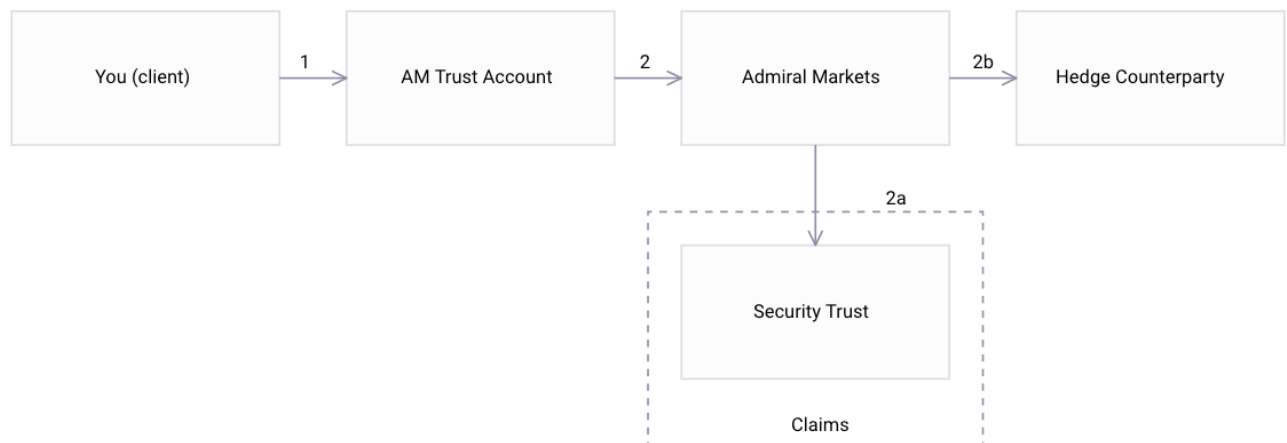 You (client)
1
AM Trust Account
2
Admiral Markets
2b
Hedge Counterparty
2a
Security Trust
Claims